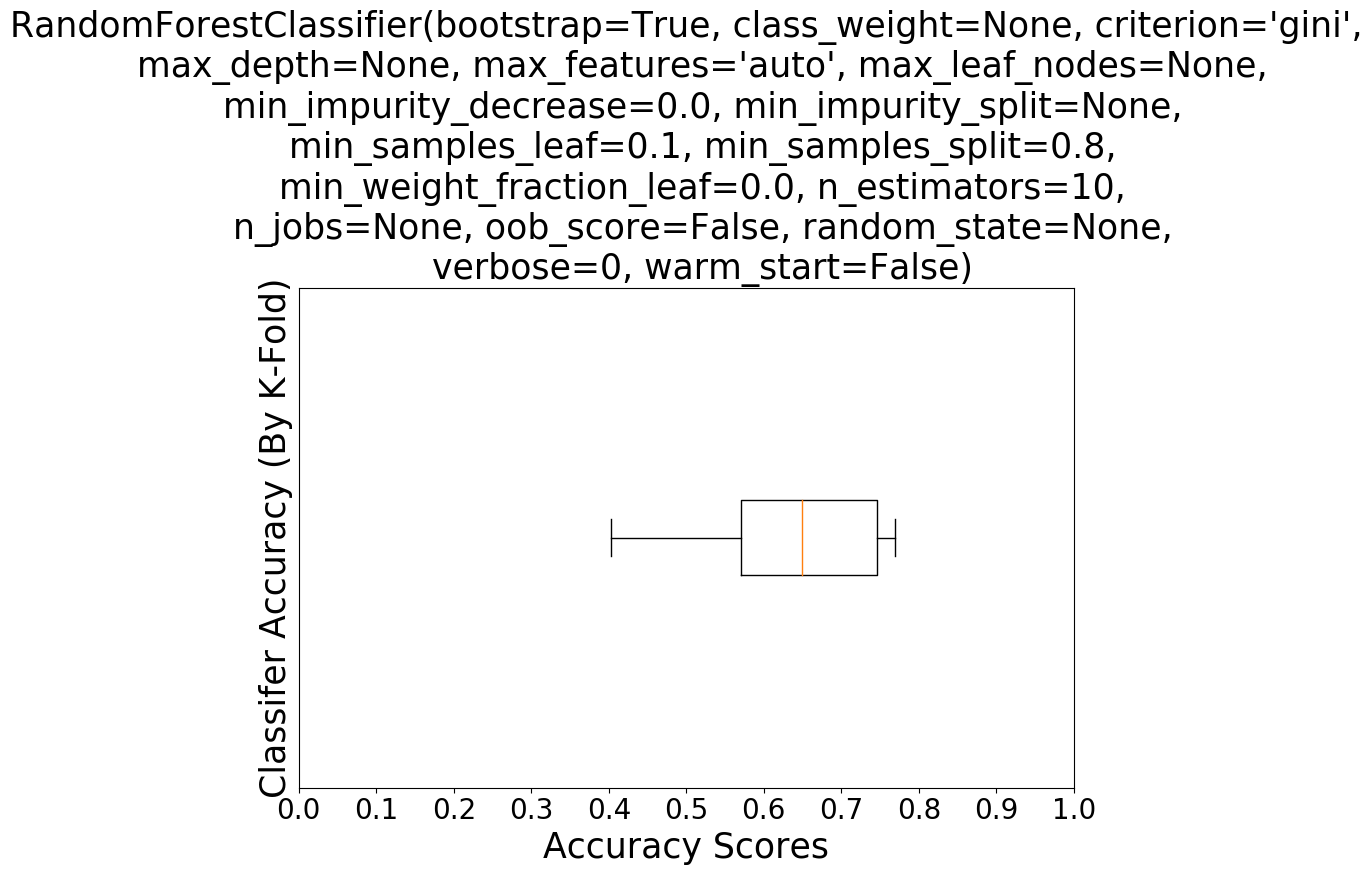 RandomForestClassifier(bootstrap=True, class_weight=None, criterion='gini',
max_depth=None, max_features='auto', max_leaf_nodes=None,
min_impurity_decrease=0.0, min_impurity_split=None,
min_samples_leaf=0.1, min_samples_split=0.8,
min_weight_fraction_leaf=0.0, n_estimators=10,
n_jobs=None, oob_score=False, random_state=None,
verbose=0, warm_start=False)
Classifer Accuracy (By K-Fold)
0.0 0.1 0.2 0.3 0.4 0.5 0.6 0.7 0.8 0.9 1.0
Accuracy Scores